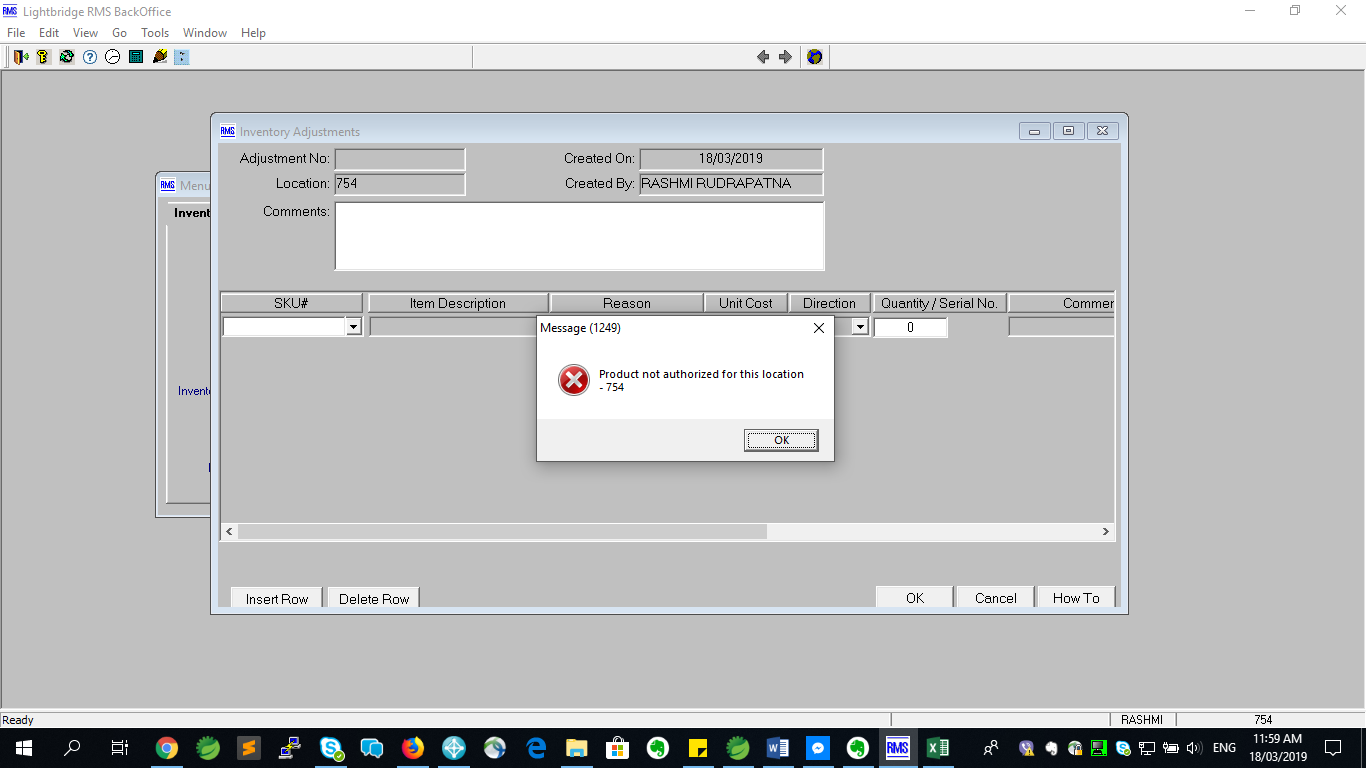 RMS Lightbridge RMS BackOffice
File Edit View Go Tools Window Help
RMS Inventory Adjustments
Adjustment No:
Created On: 18/03/2019
Location: 754
Created By: RASHMI RUDRAPATNA
Comments:
RMS Menu
Invent
Invento
SKU# Item Description Reason Unit Cost Direction Quantity / Serial No. Commer
0
Message (1249)
Product not authorized for this location
- 754
OK
Insert Row Delete Row OK Cancel How To
Ready RASHMI 754
RMS ENG 11:59 AM
18/03/2019